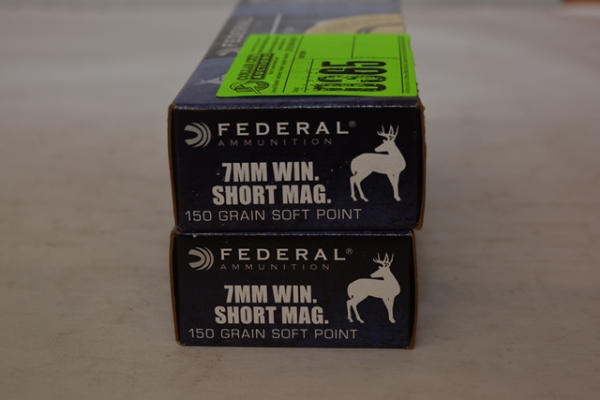 FEDERAL
FEDERAL®
AMMUNITION
7MM WIN.
SHORT MAG.
150 GRAIN SOFT POINT
FEDERAL®
AMMUNITION
7MM WIN.
SHORT MAG.
150 GRAIN SOFT POINT